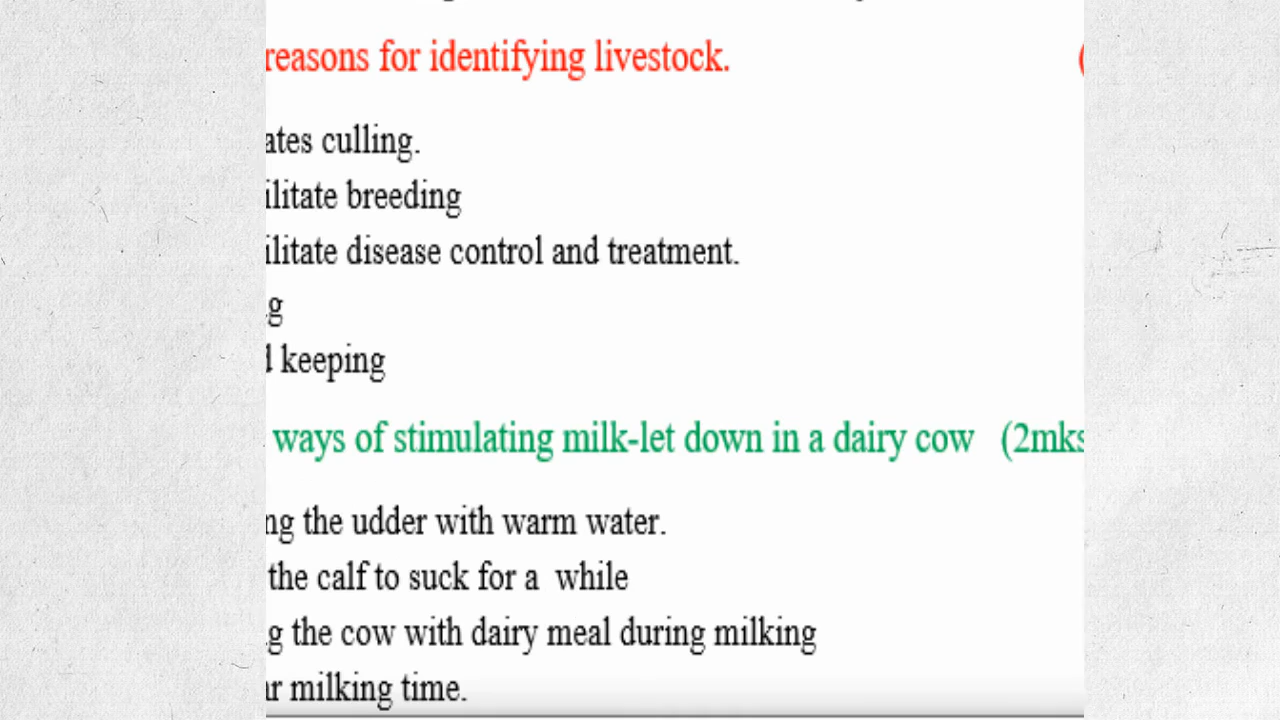 reasons for identifying livestock. (
ates culling.
ilitate breeding
ilitate disease control and treatment.
g
keeping
ways of stimulating milk-let down in a dairy cow (2mks
ng the udder with warm water.
the calf to suck for a while
g the cow with dairy meal during milking
ar milking time.